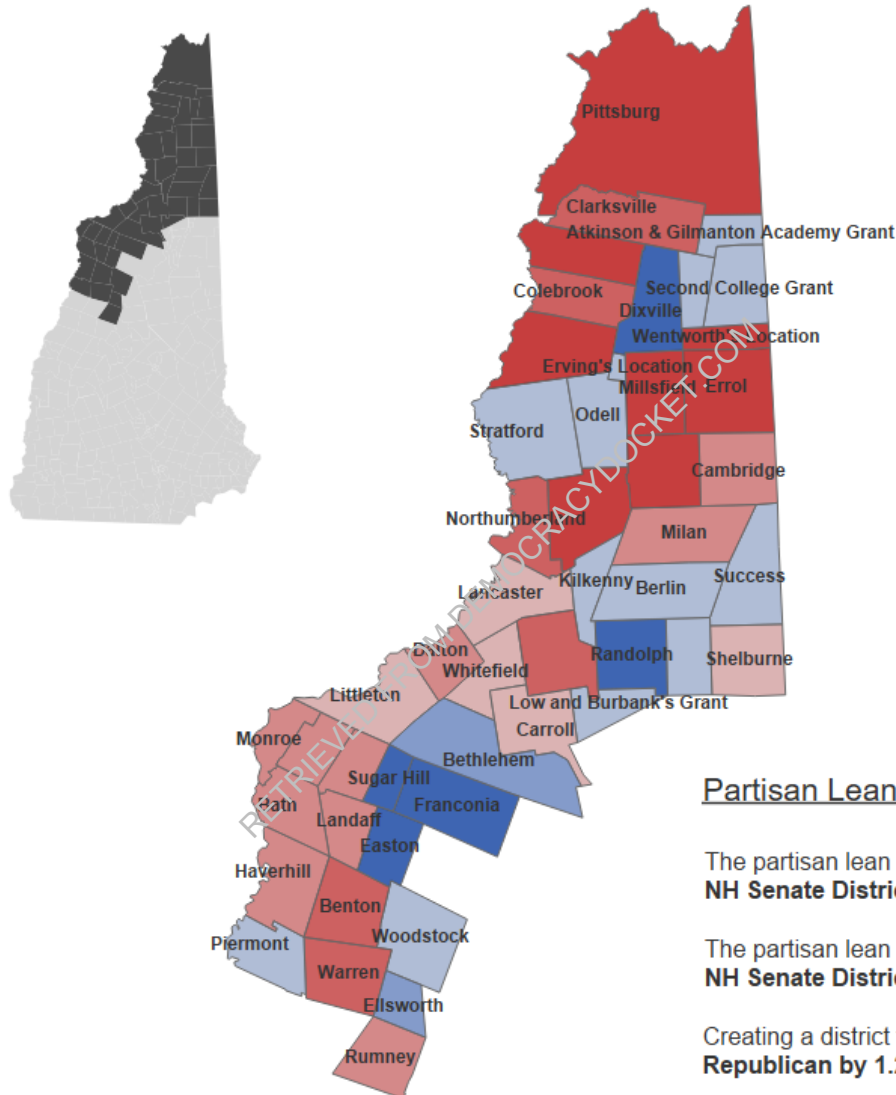 Pittsburg
Clarksville
Atkinson & Gilmanton Academy Grant
Second College Grant
Colebrook
Dixville
Wentworth's Location
Erving's Location
Millsfield
Errol
Odell
Stratford
Cambridge
Northumberland
Milan
Kilkenny
Berlin
Success
Lancaster
Dalton
Whitefield
Randolph
Shelburne
Littleton
Low and Burbank's Grant
Carroll
Monroe
Bethlehem
Sugar Hill
Franconia
Bath
Landaff
Easton
Haverhill
Benton
Piermont
Woodstock
Warren
Ellsworth
Rumney
RETRIEVED FROM DEMOCRACYDOCKET.COM
Partisan Lean
The partisan lean
NH Senate Distri
The partisan lean
NH Senate Distri
Creating a district
Republican by 1.